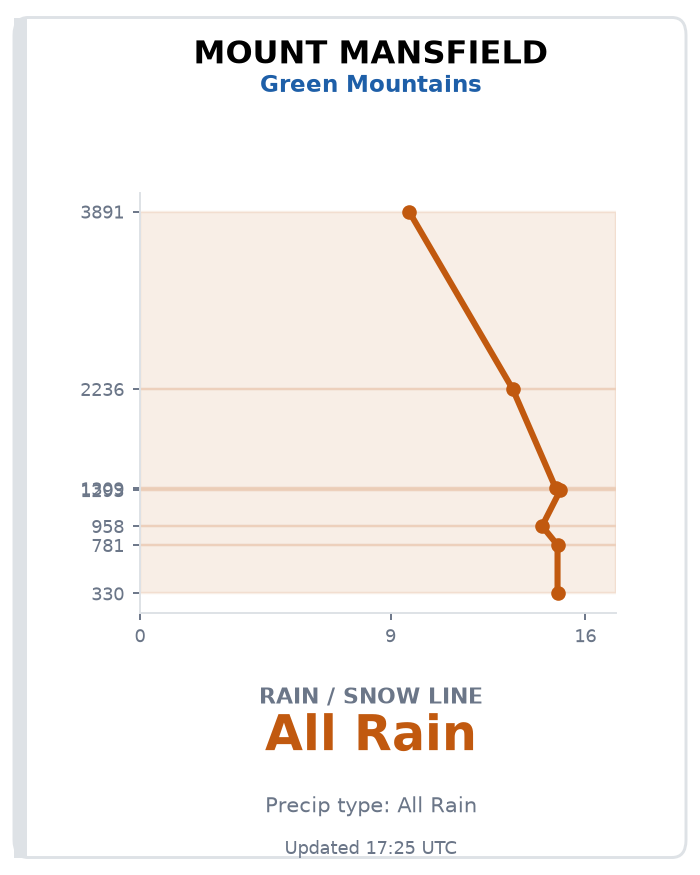 MOUNT MANSFIELD
Green Mountains
3891
2236
958
781
330
0 9 16
RAIN / SNOW LINE
All Rain
Precip type: All Rain
Updated 17:25 UTC